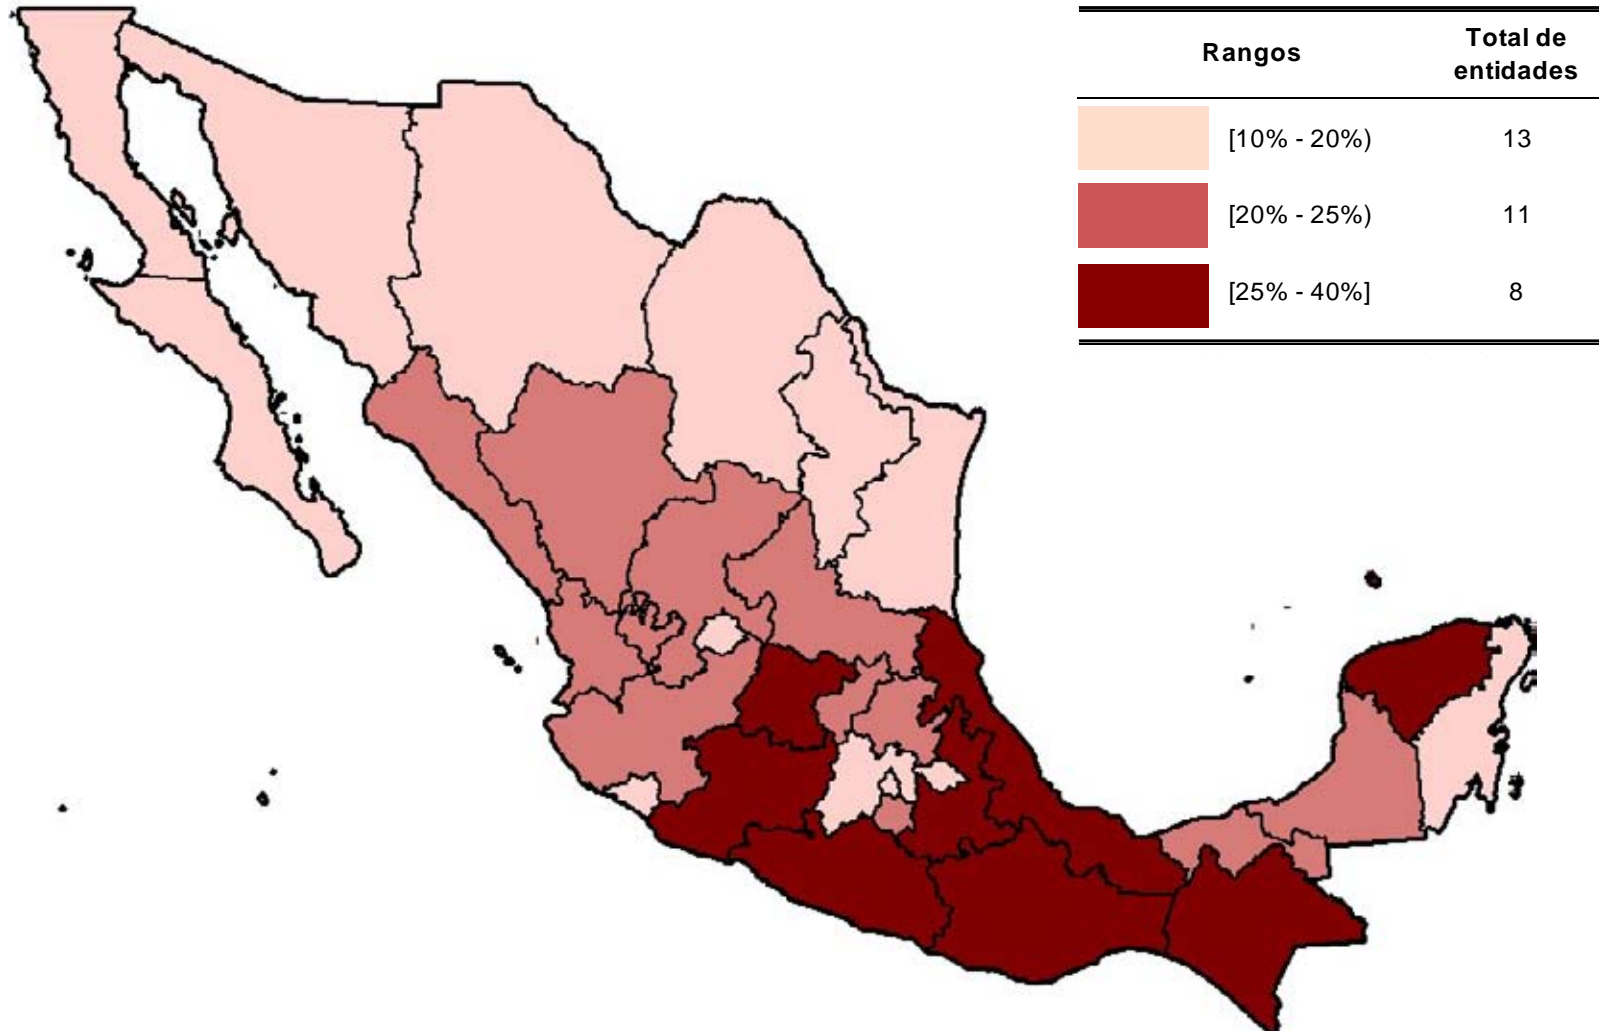 Rangos
Total de
entidades
[10% - 20%)
13
[20% - 25%)
11
[25% - 40%]
8